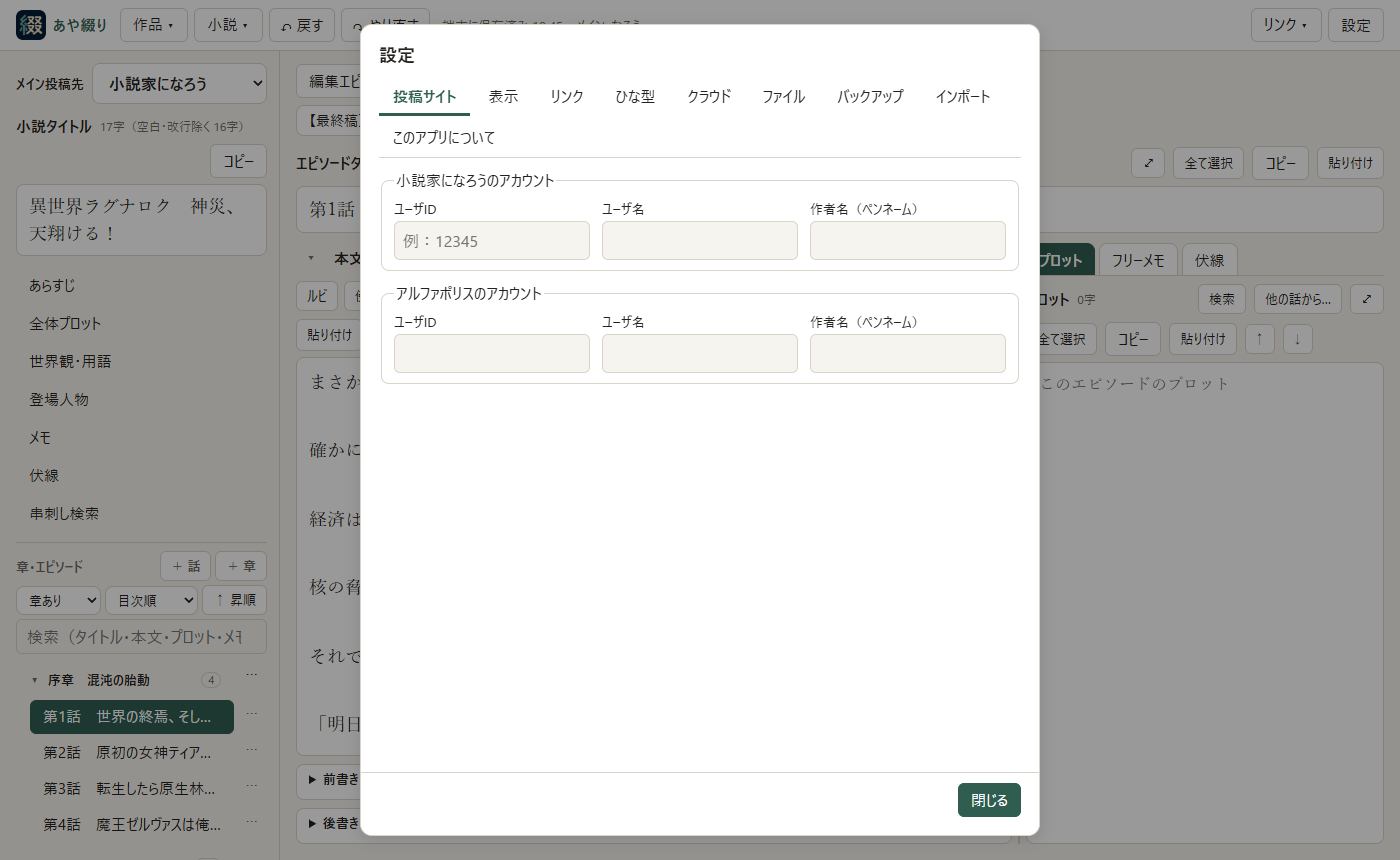 綴 あや綴り 作品 ▾ 小説 ▾ ↶ 戻す
リンク ▾ 設定
メイン投稿先 小説家になろう
小説タイトル 17字（空白・改行除く16字）
コピー
異世界ラグナロク　神災、
天翔ける！
あらすじ
全体プロット
世界観・用語
登場人物
メモ
伏線
串刺し検索
章・エピソード ＋ 話 ＋ 章
章あり 目次順 ↑ 昇順
検索（タイトル・本文・プロット・メモ
▾ 序章　混沌の胎動 4 …
第1話　世界の終焉、そし... …
第2話　原初の女神ティア... …
第3話　転生したら原生林... …
第4話　魔王ゼルヴァスは俺... …
編集エピ
【最終稿
エピソードタ
第1話
▾ 本文
ルビ
貼り付け
まさか
確かに
経済は
核の脅
それで
「明日
▶ 前書き
▶ 後書き
設定
投稿サイト 表示 リンク ひな型 クラウド ファイル バックアップ インポート
このアプリについて
小説家になろうのアカウント
ユーザID ユーザ名 作者名（ペンネーム）
例：12345
アルファポリスのアカウント
ユーザID ユーザ名 作者名（ペンネーム）
閉じる
⤢ 全て選択 コピー 貼り付け
プロット フリーメモ 伏線
ロット 0字 検索 他の話から... ⤢
全て選択 コピー 貼り付け ↑ ↓
このエピソードのプロット